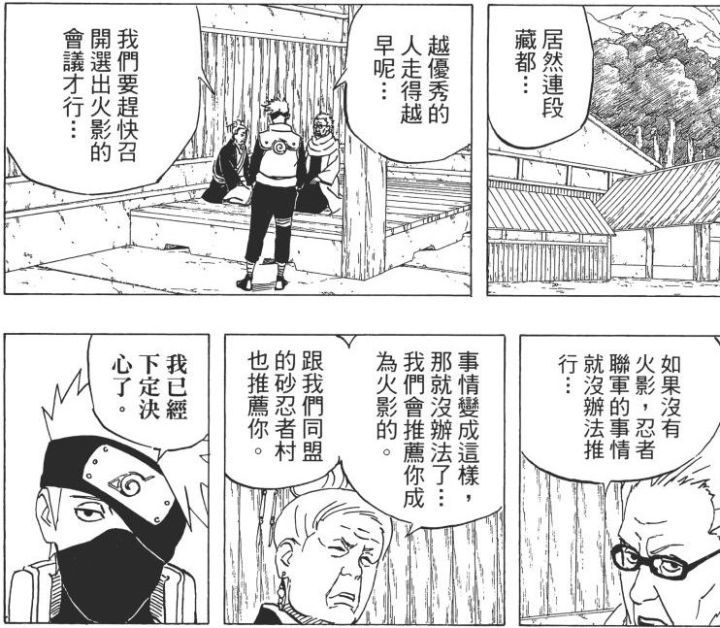 居然連段
藏都…
越優秀的
人走得越
早呢…
我們要趕快召
開選出火影的
會議才行…
如果沒有
火影，忍者
聯軍的事情
就沒辦法推
行…
事情變成這樣，
那就沒辦法了…
我們會推薦你成
為火影的。
跟我們同盟
的砂忍者村
也推薦你。
我已經
下定決
心了。